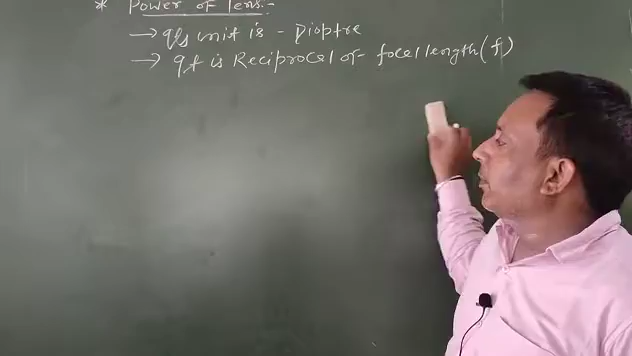 * Power of lens:-
→ Its unit is - Dioptre
→ It is Reciprocal of focal length (f)